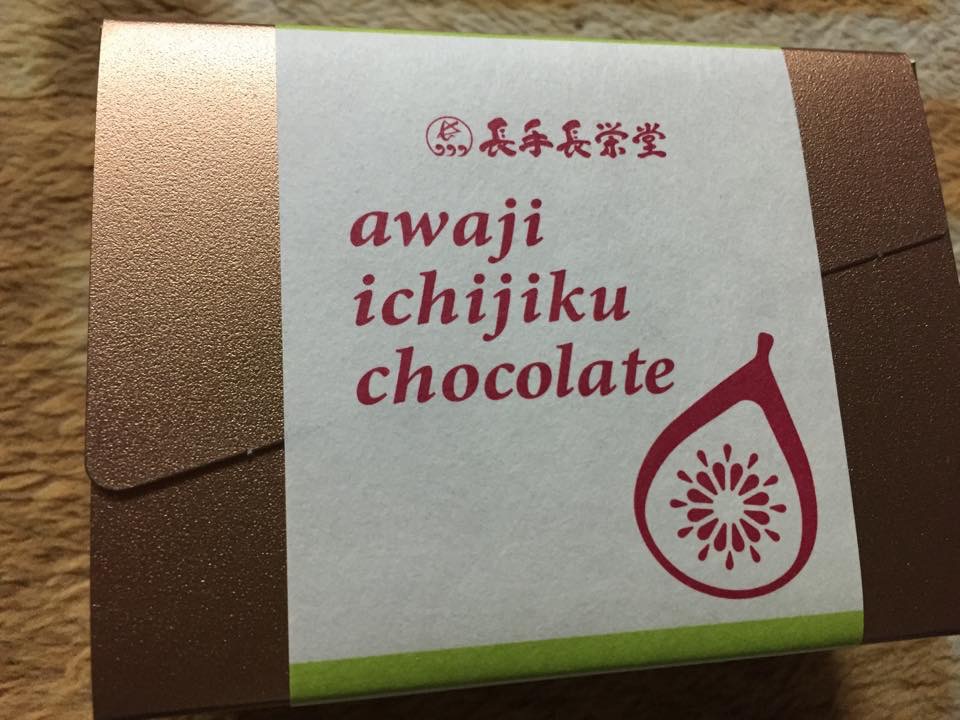 長手長栄堂
awaji
ichijiku
chocolate